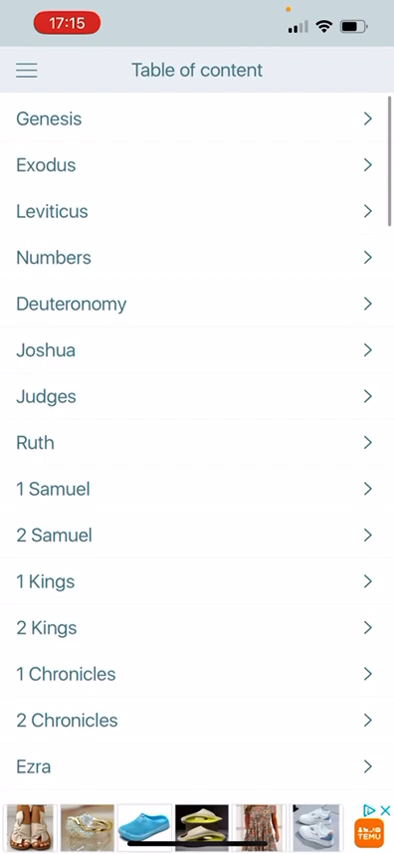 17:15
Table of content
Genesis
Exodus
Leviticus
Numbers
Deuteronomy
Joshua
Judges
Ruth
1 Samuel
2 Samuel
1 Kings
2 Kings
1 Chronicles
2 Chronicles
Ezra
TEMU